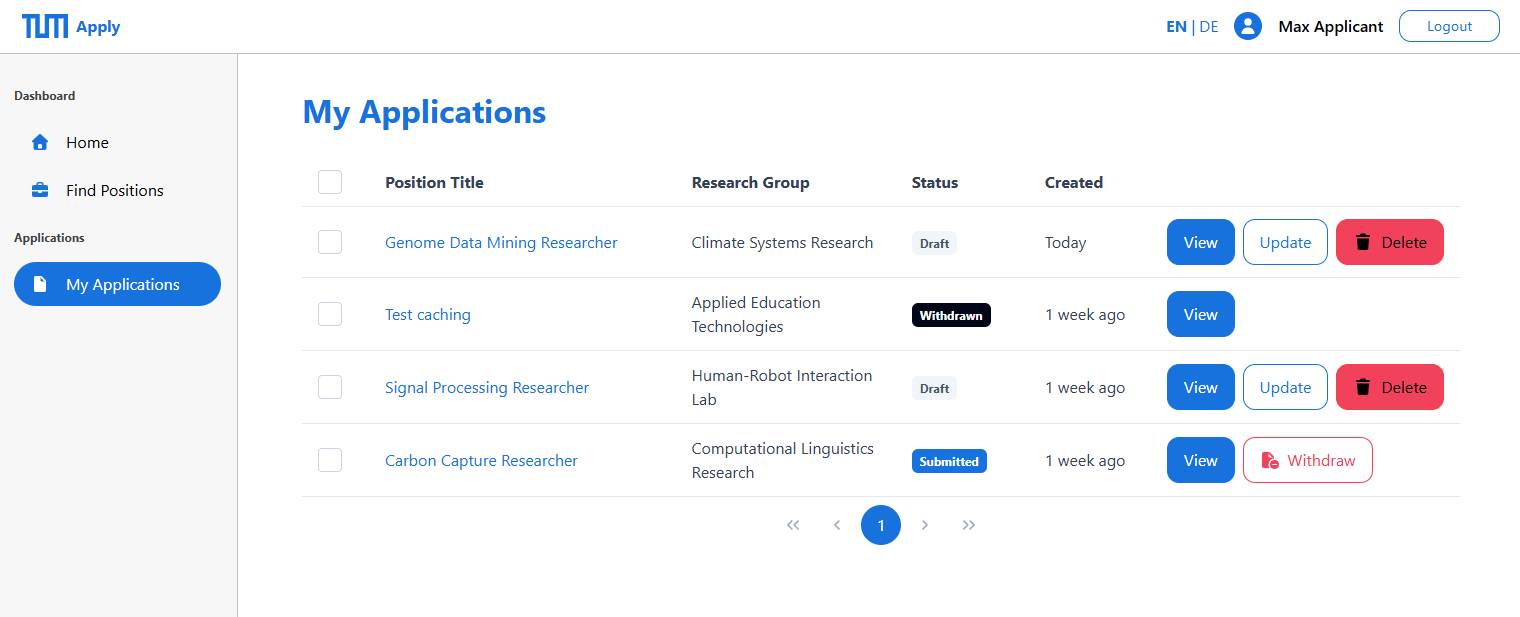 TUM Apply
EN | DE
Max Applicant
Logout
Dashboard
Home
Find Positions
Applications
My Applications
My Applications
Position Title Research Group Status Created
Genome Data Mining Researcher Climate Systems Research Draft Today View Update Delete
Test caching Applied Education
Technologies Withdrawn 1 week ago View
Signal Processing Researcher Human-Robot Interaction
Lab Draft 1 week ago View Update Delete
Carbon Capture Researcher Computational Linguistics
Research Submitted 1 week ago View Withdraw
1